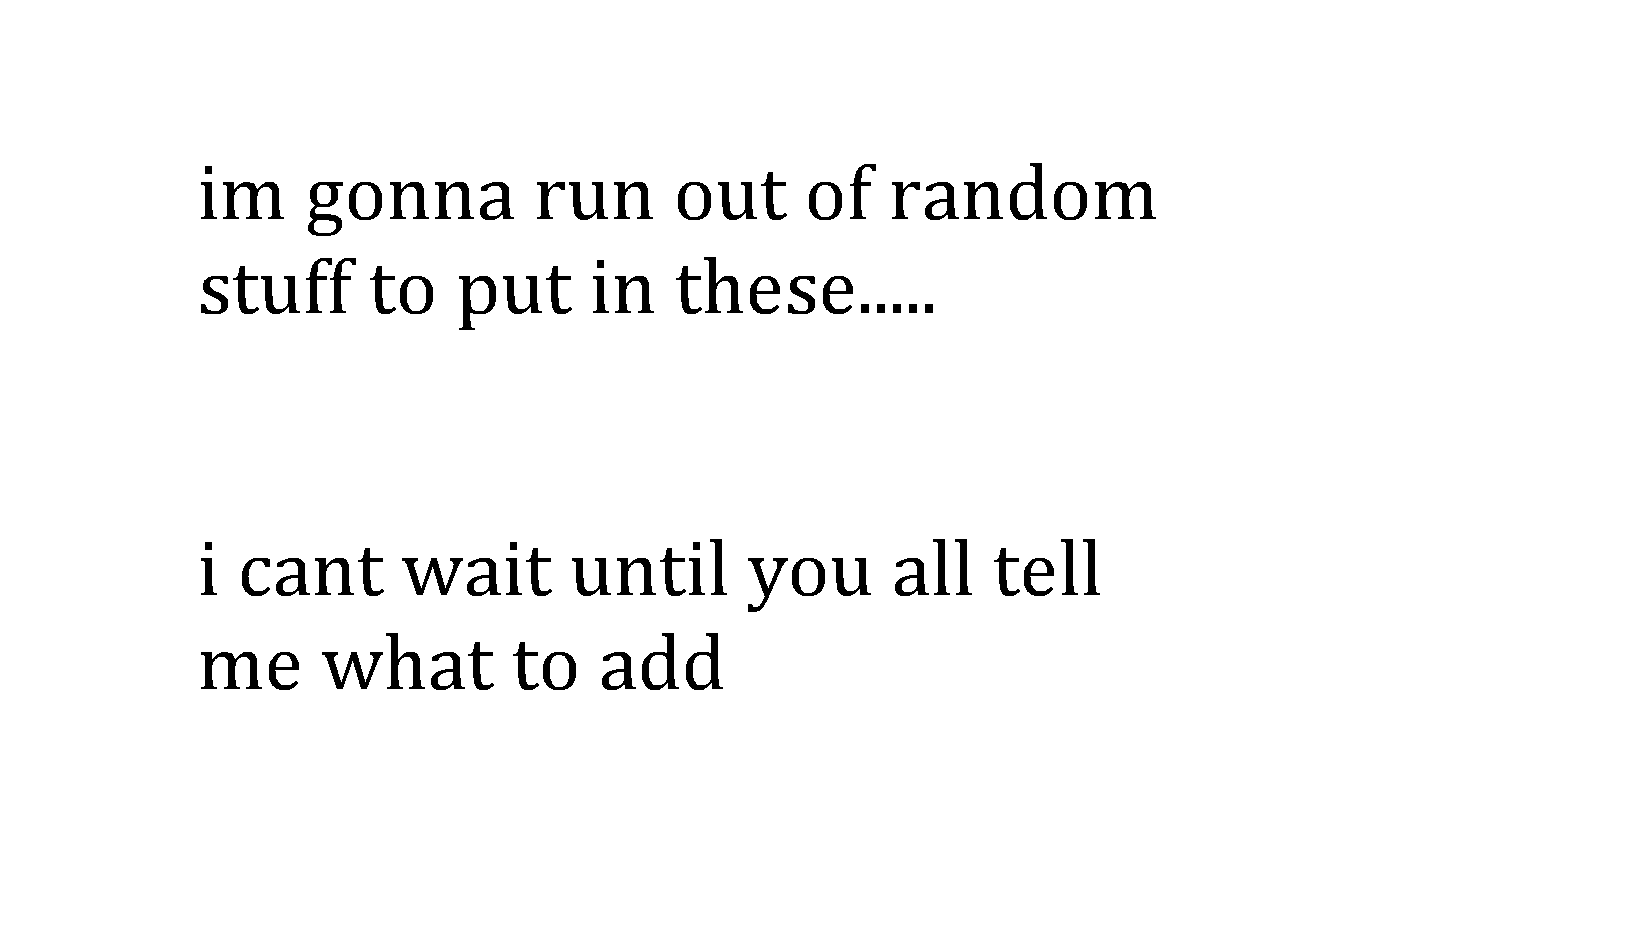 im gonna run out of random
stuff to put in these.....
i cant wait until you all tell
me what to add